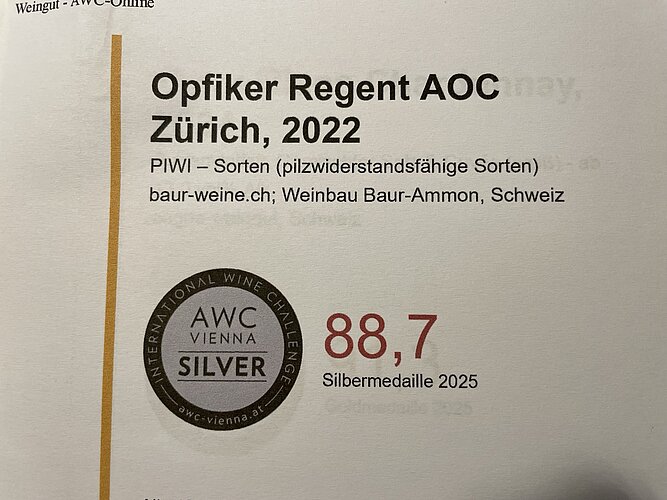 Weingut - AWC-Online
Opfiker Regent AOC
Zürich, 2022
PIWI – Sorten (pilzwiderstandsfähige Sorten)
baur-weine.ch; Weinbau Baur-Ammon, Schweiz
INTERNATIONAL WINE CHALLENGE
AWC
VIENNA
SILVER
awc-vienna.at
88,7
Silbermedaille 2025